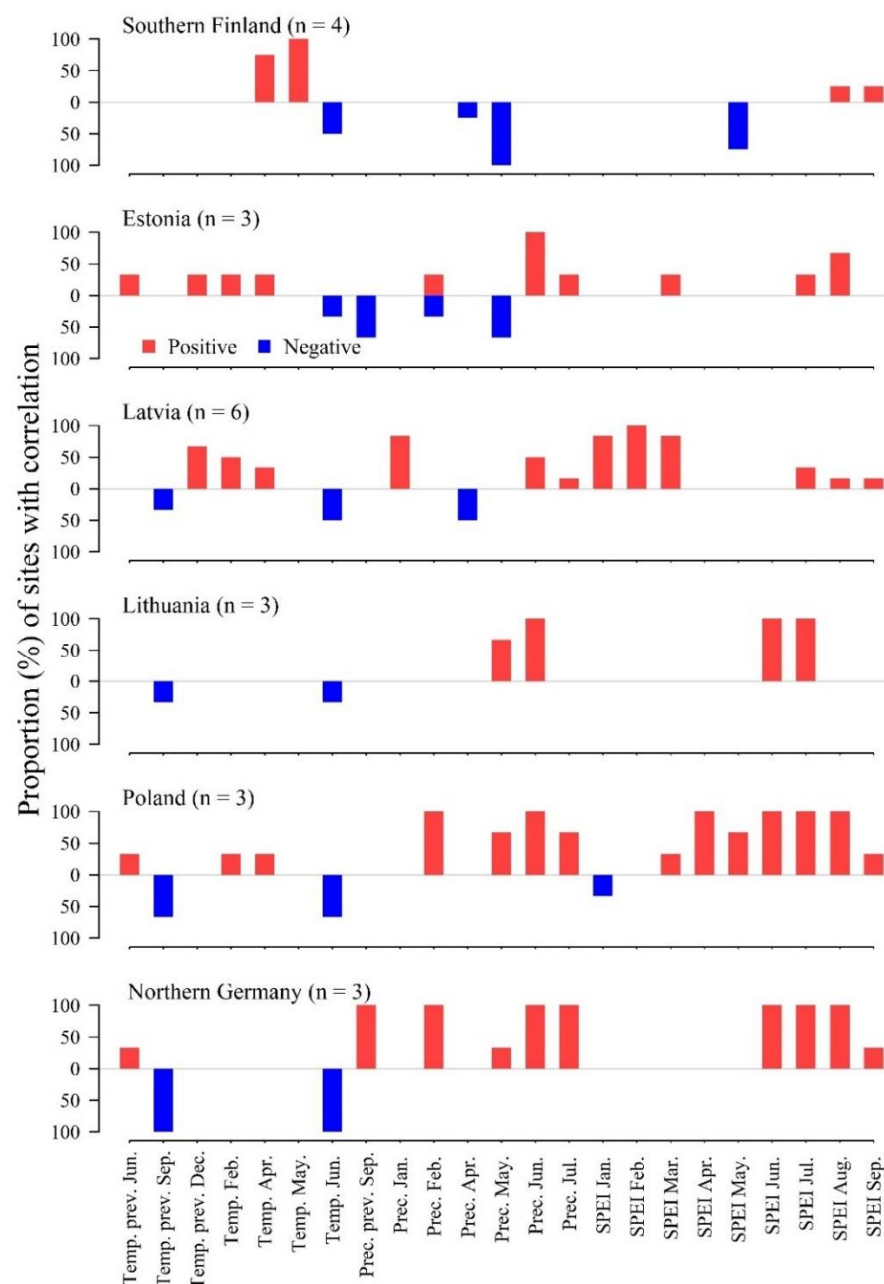 Proportion (%) of sites with correlation
Southern Finland (n = 4)
100
50
0
50
100
Estonia (n = 3)
100
50
0
50
100
Positive Negative
Latvia (n = 6)
100
50
0
50
100
Lithuania (n = 3)
100
50
0
50
100
Poland (n = 3)
100
50
0
50
100
Northern Germany (n = 3)
100
50
0
50
100
Temp. prev. Jun.
Temp. prev. Sep.
Temp. prev. Dec.
Temp. Feb.
Temp. Apr.
Temp. May.
Temp. Jun.
Prec. prev. Sep.
Prec. Jan.
Prec. Feb.
Prec. Apr.
Prec. May.
Prec. Jun.
Prec. Jul.
SPEI Jan.
SPEI Feb.
SPEI Mar.
SPEI Apr.
SPEI May.
SPEI Jun.
SPEI Jul.
SPEI Aug.
SPEI Sep.